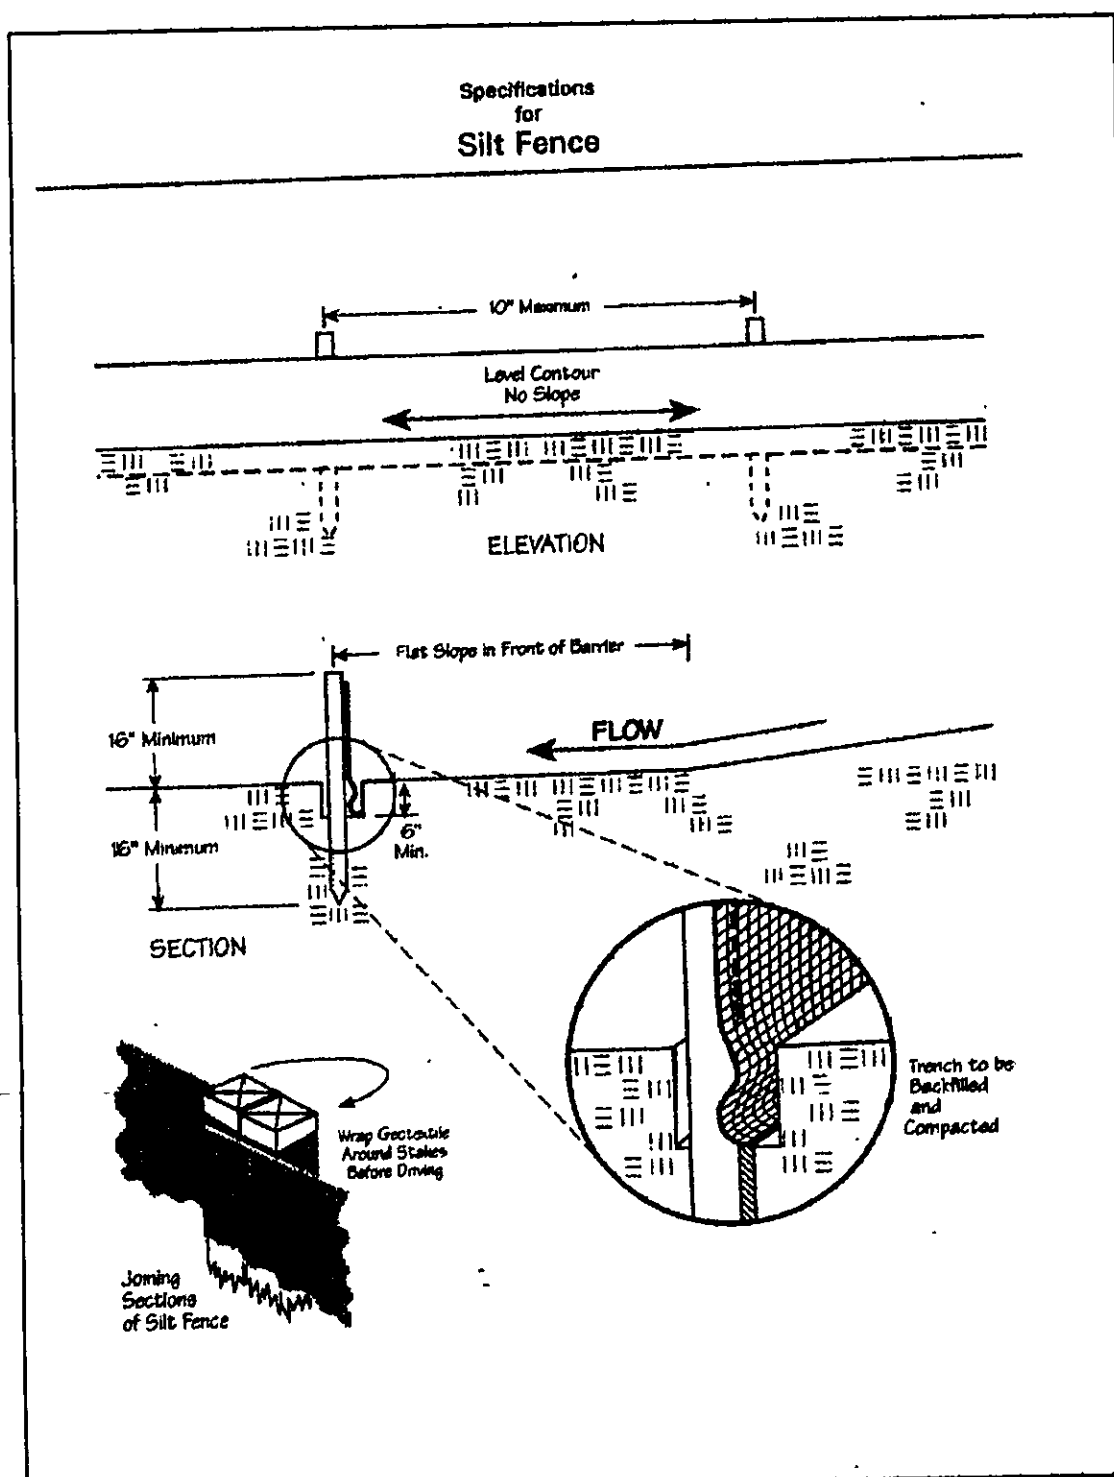 Specifications
for
Silt Fence
10" Maximum
Level Contour
No Slope
ELEVATION
Flat Slope in Front of Barrier
16" Minimum
FLOW
16" Minimum
6"
Min.
SECTION
Trench to be
Backfilled
and
Compacted
Wrap Geotextile
Around Stakes
Before Driving
Joining
Sections
of Silt Fence